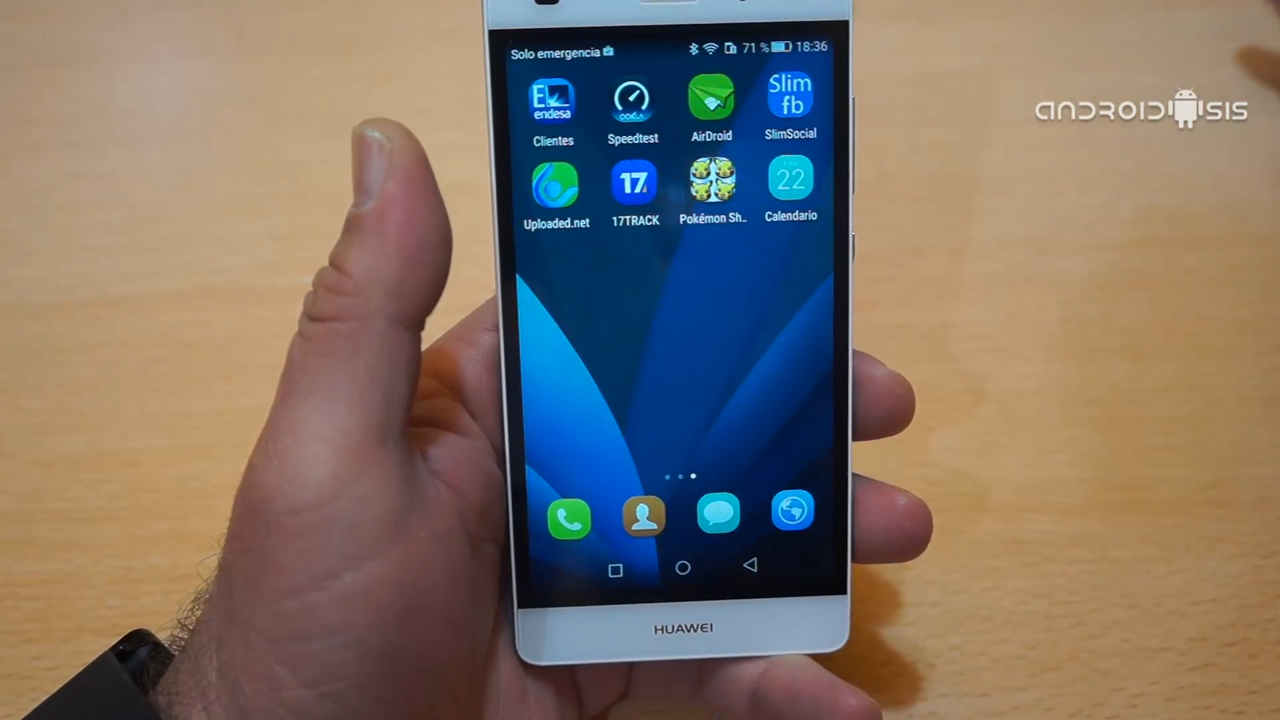 Solo emergencia
71 %
18:36
ANDROIDSIS
E
endesa
OOKLA
Slim
fb
Clientes
Speedtest
AirDroid
SlimSocial
17
22
Uploaded.net
17TRACK
Pokémon Sh..
Calendario
HUAWEI